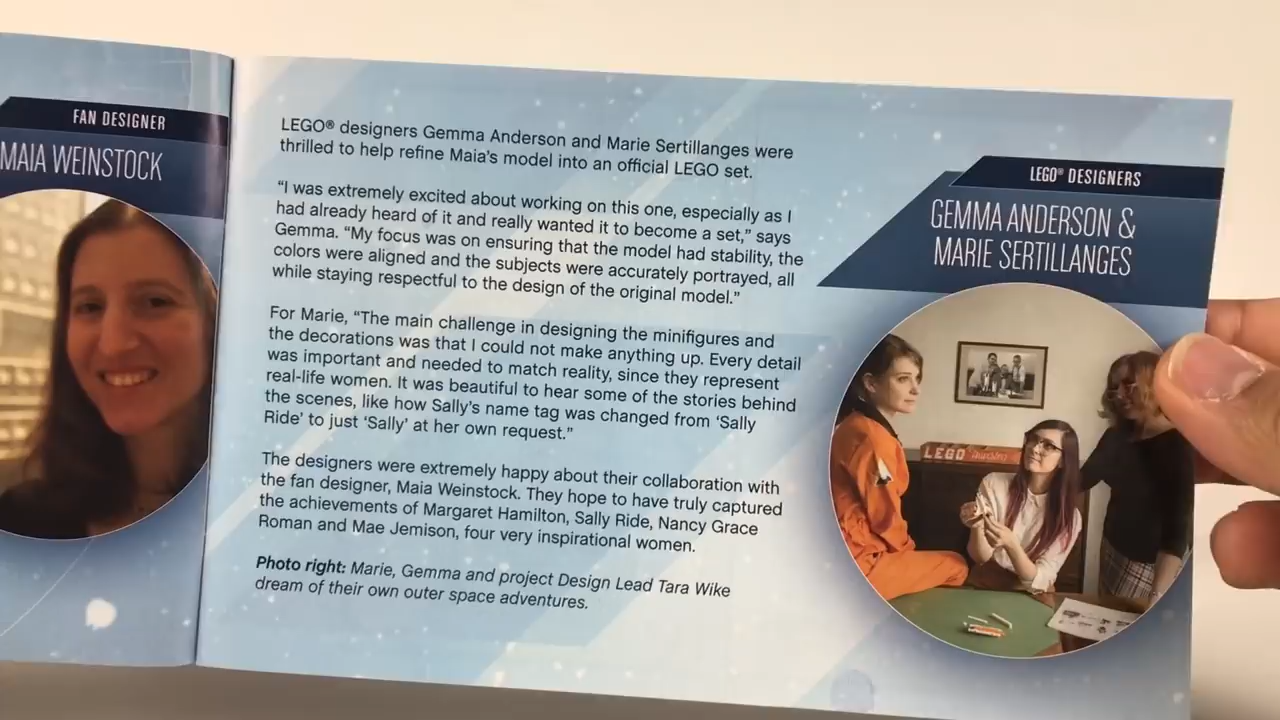 FAN DESIGNER
MAIA WEINSTOCK
LEGO® designers Gemma Anderson and Marie Sertillanges were
thrilled to help refine Maia's model into an official LEGO set.
“I was extremely excited about working on this one, especially as I
had already heard of it and really wanted it to become a set,” says
Gemma. “My focus was on ensuring that the model had stability, the
colors were aligned and the subjects were accurately portrayed, all
while staying respectful to the design of the original model.”
For Marie, “The main challenge in designing the minifigures and
the decorations was that I could not make anything up. Every detail
was important and needed to match reality, since they represent
real-life women. It was beautiful to hear some of the stories behind
the scenes, like how Sally’s name tag was changed from ‘Sally
Ride’ to just ‘Sally’ at her own request.”
The designers were extremely happy about their collaboration with
the fan designer, Maia Weinstock. They hope to have truly captured
the achievements of Margaret Hamilton, Sally Ride, Nancy Grace
Roman and Mae Jemison, four very inspirational women.
Photo right: Marie, Gemma and project Design Lead Tara Wike
dream of their own outer space adventures.
LEGO® DESIGNERS
GEMMA ANDERSON &
MARIE SERTILLANGES
LEGO